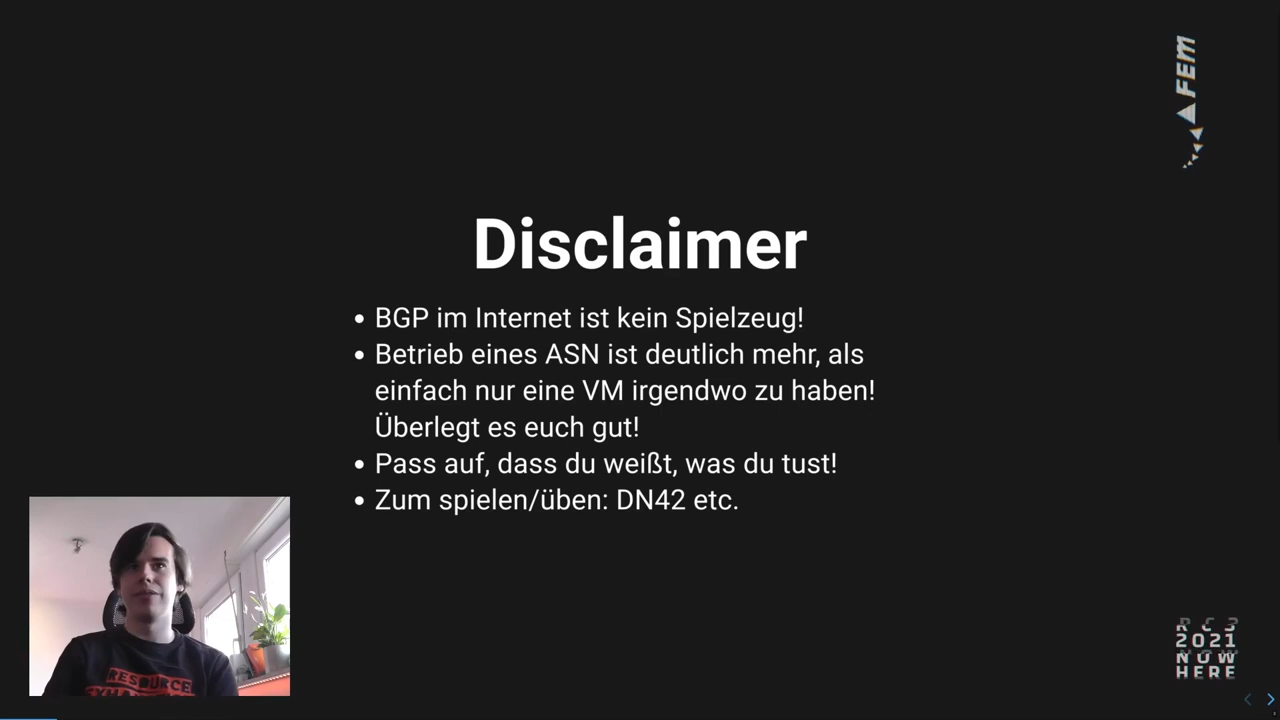 FEM
Disclaimer
BGP im Internet ist kein Spielzeug!
Betrieb eines ASN ist deutlich mehr, als
einfach nur eine VM irgendwo zu haben!
Überlegt es euch gut!
Pass auf, dass du weißt, was du tust!
Zum spielen/üben: DN42 etc.
RESOURCE
RC3
2021
NOW
HERE